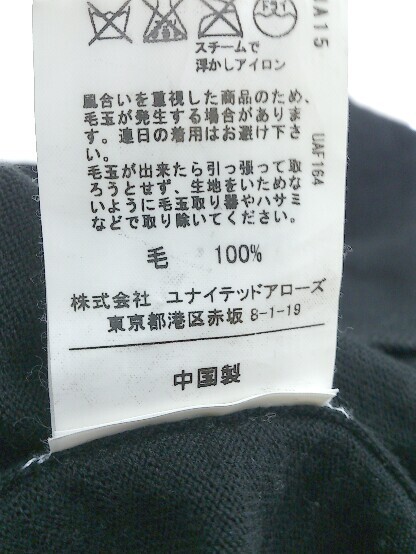 スチームで
浮かしアイロン
風合いを重視した商品のため、
毛玉が発生する場合がありま
す。連日の着用はお避け下さ
い。
毛玉が出来たら引っ張って取
ろうとせず、生地をいためな
いように毛玉取り器やハサミ
などで取り除いてください。
毛 100%
株式会社 ユナイテッドアローズ
東京都港区赤坂 8-1-19
中国製
A15
UAF164